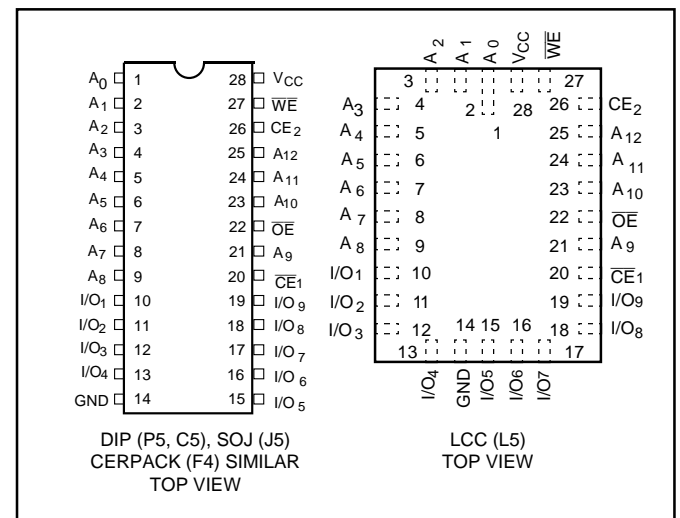 A0 1 28 VCC
A1 2 27 WE
A2 3 26 CE2
A3 4 25 A12
A4 5 24 A11
A5 6 23 A10
A6 7 22 OE
A7 8 21 A9
A8 9 20 CE1
I/O1 10 19 I/O9
I/O2 11 18 I/O8
I/O3 12 17 I/O7
I/O4 13 16 I/O6
GND 14 15 I/O5
DIP (P5, C5), SOJ (J5)
CERPACK (F4) SIMILAR
TOP VIEW
A2 A1 A0 VCC WE
3 2 1 28 27
A3 4 26 CE2
A4 5 25 A12
A5 6 24 A11
A6 7 23 A10
A7 8 22 OE
A8 9 21 A9
I/O1 10 20 CE1
I/O2 11 19 I/O9
I/O3 12 18 I/O8
13 14 15 16 17
I/O4 GND I/O5 I/O6 I/O7
LCC (L5)
TOP VIEW